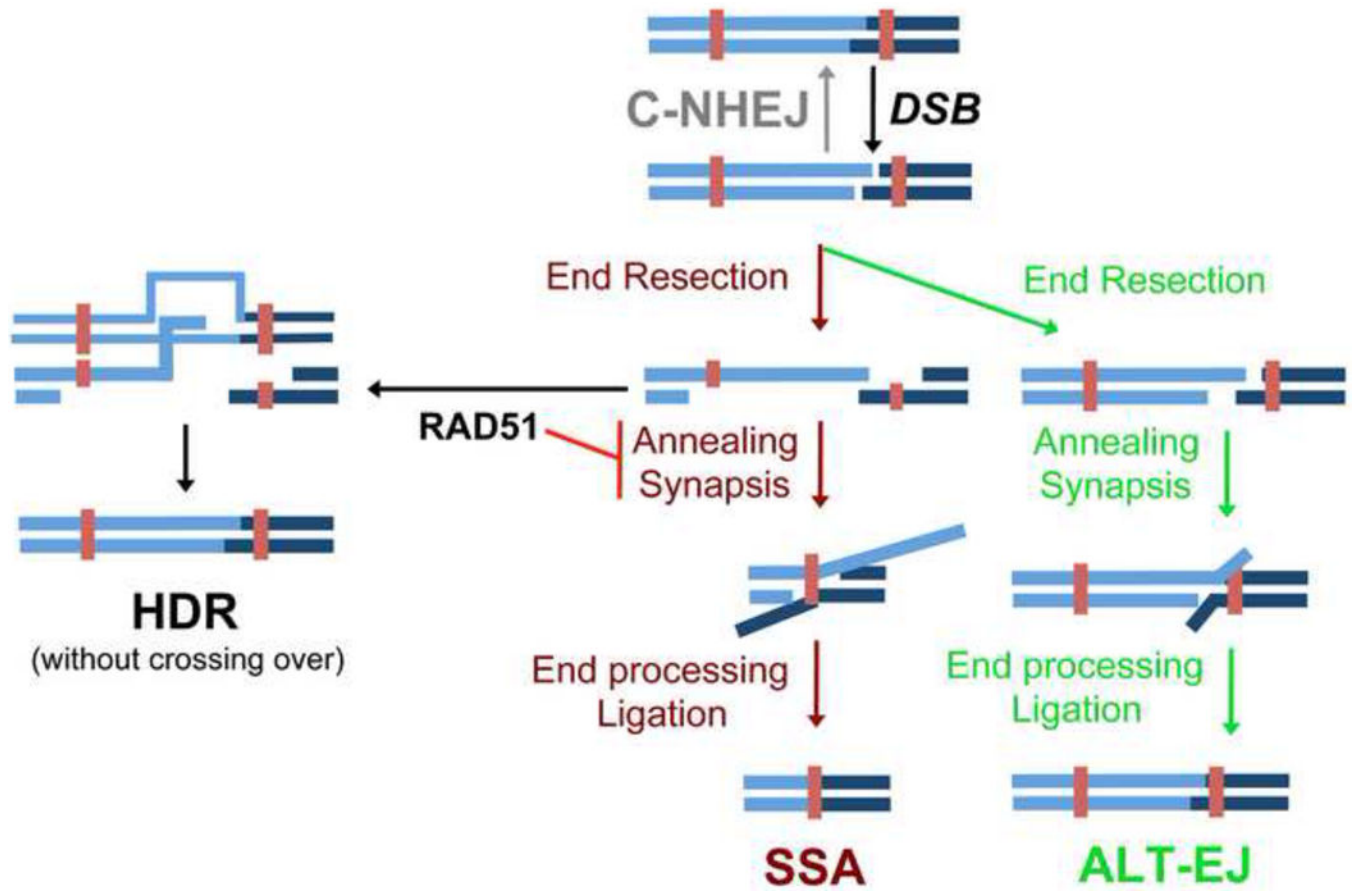 C-NHEJ
DSB
End Resection
End Resection
RAD51
Annealing
Synapsis
Annealing
Synapsis
HDR
(without crossing over)
End processing
Ligation
End processing
Ligation
SSA
ALT-EJ